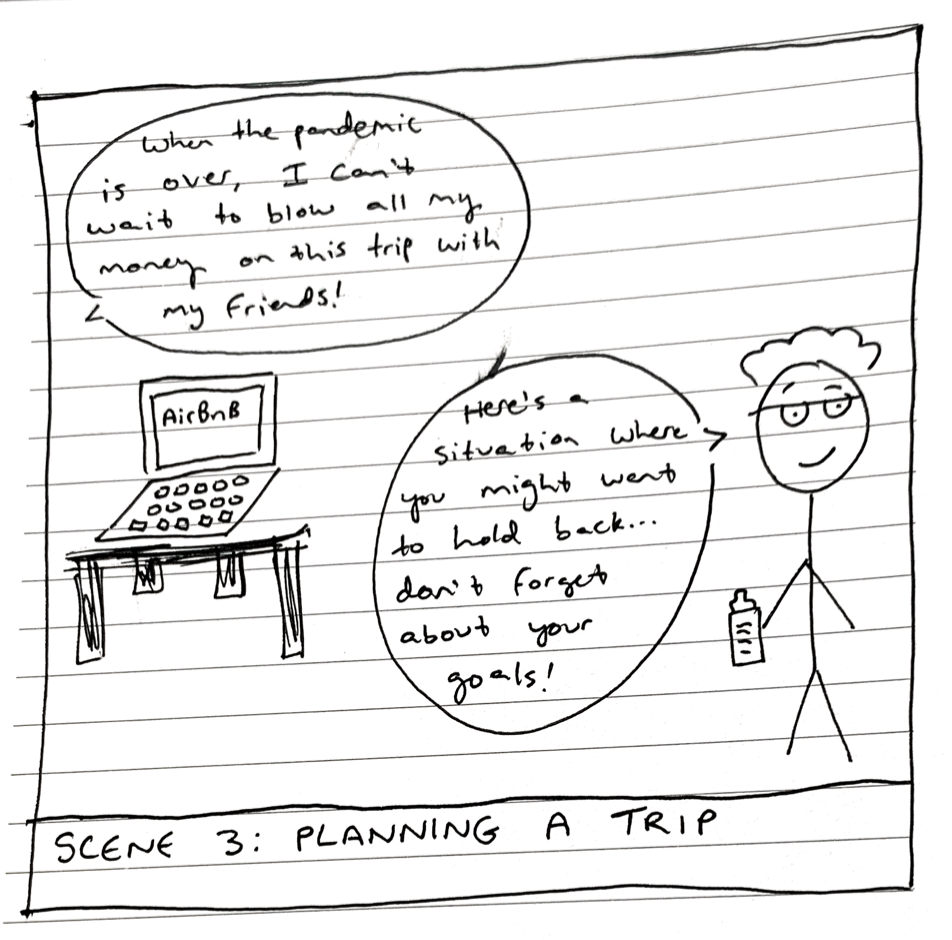 When the pandemic
is over, I can't
wait to blow all my
money on this trip with
my friends!
AirBnB
Here's a
situation where
you might want
to hold back...
don't forget
about your
goals!
SCENE 3: PLANNING A TRIP